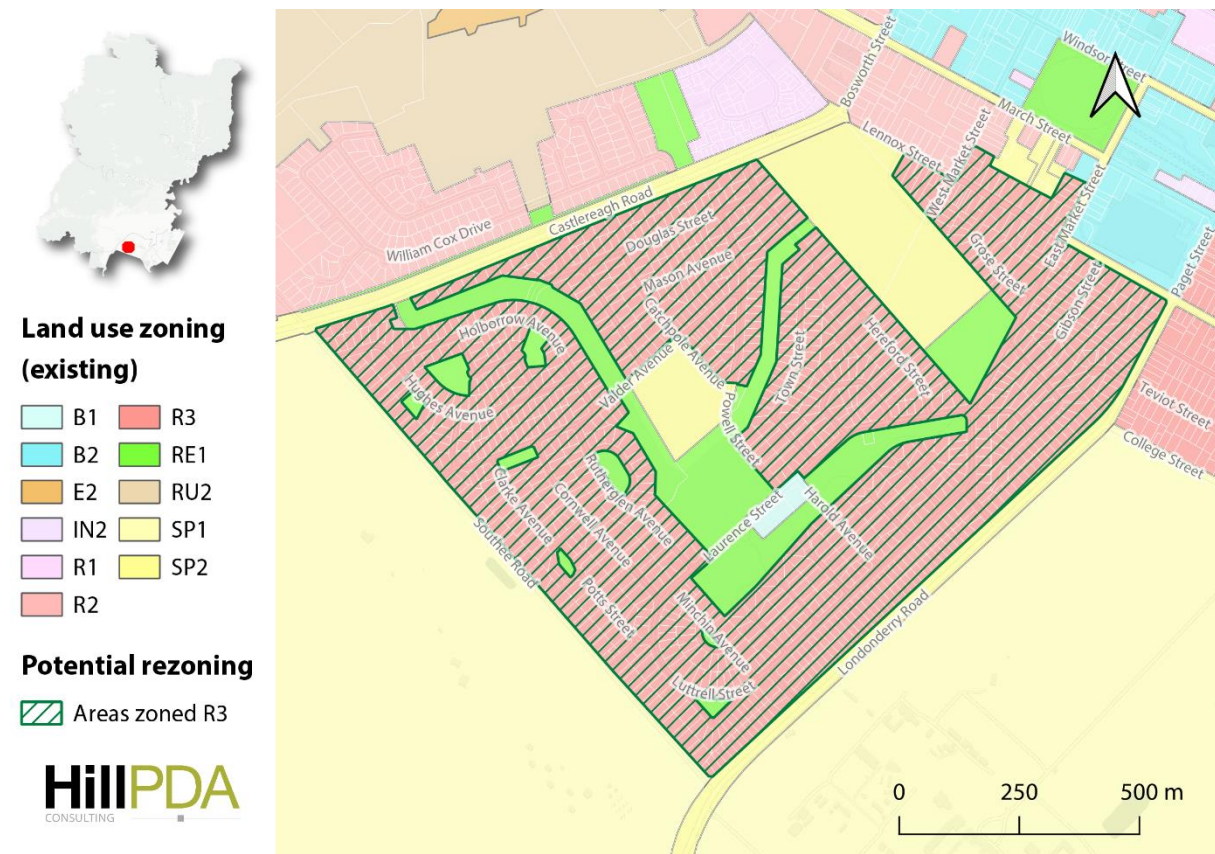 Land use zoning
(existing)
B1
B2
E2
IN2
R1
R2
R3
RE1
RU2
SP1
SP2
Potential rezoning
Areas zoned R3
HillPDA
CONSULTING
Windsor Street
Bosworth Street
March Street
Lennox Street
West Market Street
East Market Street
Paget Street
Castlereagh Road
William Cox Drive
Douglas Street
Mason Avenue
Grose Street
Gibson Street
Catchpole Avenue
Holborrow Avenue
Hereford Street
Town Street
Valder Avenue
Hughes Avenue
Powell Street
Teviot Street
College Street
Rutherglen Avenue
Clarke Avenue
Cornwell Avenue
Laurence Street
Harold Avenue
Southee Road
Potts Street
Minchin Avenue
Londonderry Road
Luttrell Street
0 250 500 m